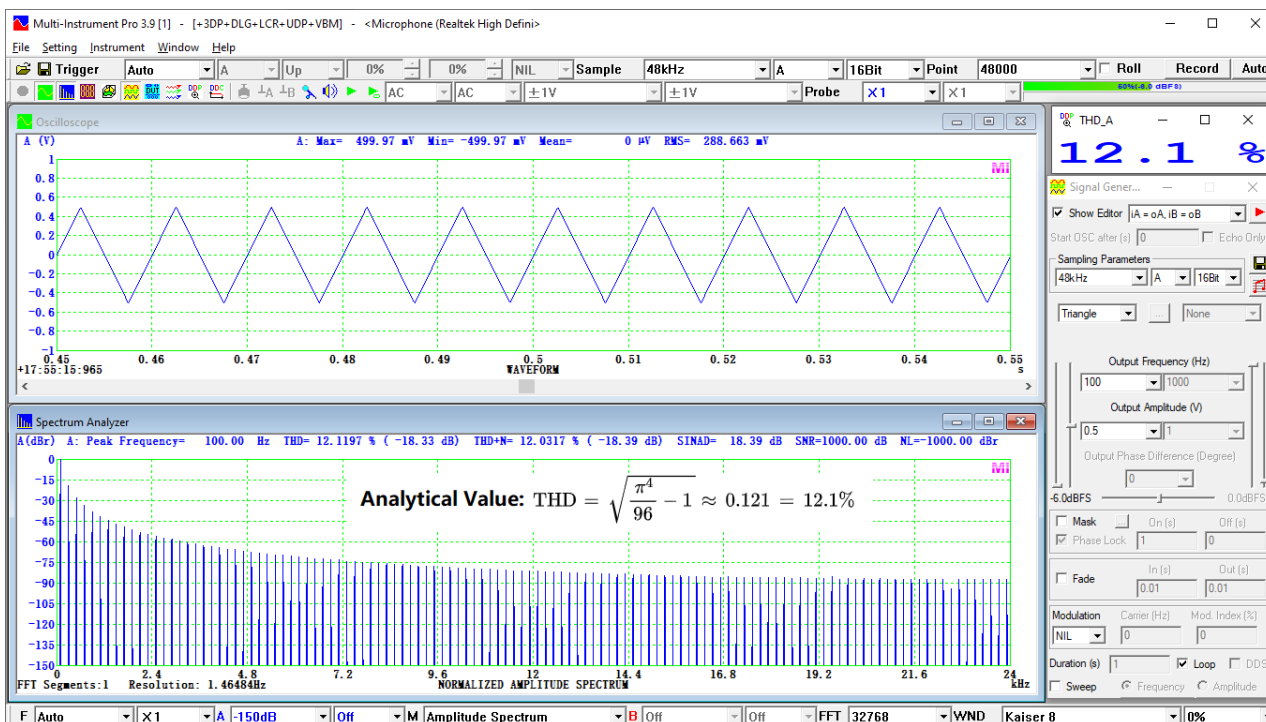 Multi-Instrument Pro 3.9 [1] - [+3DP+DLG+LCR+UDP+VBM] - <Microphone (Realtek High Defini>
File Setting Instrument Window Help
Trigger Auto A Up 0% 0% NIL Sample 48kHz A 16Bit Point 48000 Roll Record Auto
AC AC ±1V ±1V Probe X1 X1 50%(-6.0 dBFS)
Oscilloscope
A (V) A: Max= 499.97 mV Min= -499.97 mV Mean= 0 µV RMS= 288.663 mV
Mi
1
0.8
0.6
0.4
0.2
0
-0.2
-0.4
-0.6
-0.8
-1
0.45 0.46 0.47 0.48 0.49 0.5 0.51 0.52 0.53 0.54 0.55
+17:55:15:965 WAVEFORM s
Spectrum Analyzer
A(dBr) A: Peak Frequency= 100.00 Hz THD= 12.1197 % ( -18.33 dB) THD+N= 12.0317 % ( -18.39 dB) SINAD= 18.39 dB SNR=1000.00 dB NL=-1000.00 dBr
Mi
0
-15
-30
-45
-60
-75
-90
-105
-120
-135
-150
Analytical Value: THD = √(π⁴/96 − 1) ≈ 0.121 = 12.1%
0 2.4 4.8 7.2 9.6 12 14.4 16.8 19.2 21.6 24
FFT Segments:1 Resolution: 1.46484Hz NORMALIZED AMPLITUDE SPECTRUM kHz
THD_A
12.1 %
Signal Gener...
Show Editor iA = oA, iB = oB
Start OSC after (s) 0 Echo Only
Sampling Parameters
48kHz A 16Bit
Triangle ... None
Output Frequency (Hz)
100 1000
Output Amplitude (V)
0.5 1
Output Phase Difference (Degree)
0
-6.0dBFS 0.0dBFS
Mask On (s) Off (s)
Phase Lock 1 0
In (s) Out (s)
Fade 0.01 0.01
Modulation Carrier (Hz) Mod. Index (%)
NIL 0 0
Duration (s) 1 Loop DDS
Sweep Frequency Amplitude
F Auto X1 A -150dB Off M Amplitude Spectrum B Off Off FFT 32768 WND Kaiser 8 0%